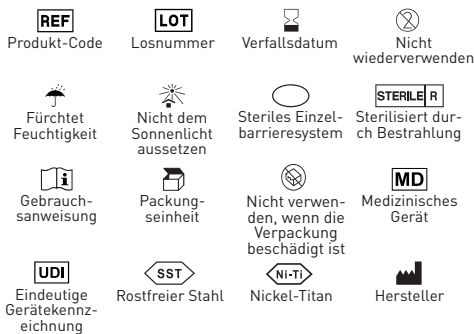 REF
LOT
Produkt-Code
Losnummer
Verfallsdatum
Nicht
wiederverwenden
2
STERILE R
Fürchtet
Feuchtigkeit
Nicht dem
Sonnenlicht
aussetzen
Steriles Einzel-
barrieresystem
Sterilisiert dur-
ch Bestrahlung
i
MD
Gebrauch-
sanweisung
Packung-
seinheit
Nicht verwen-
den, wenn die
Verpackung
beschädigt ist
Medizinisches
Gerät
UDI
SST
Ni-Ti
Eindeutige
Gerätekennz-
eichnung
Rostfreier Stahl
Nickel-Titan
Hersteller